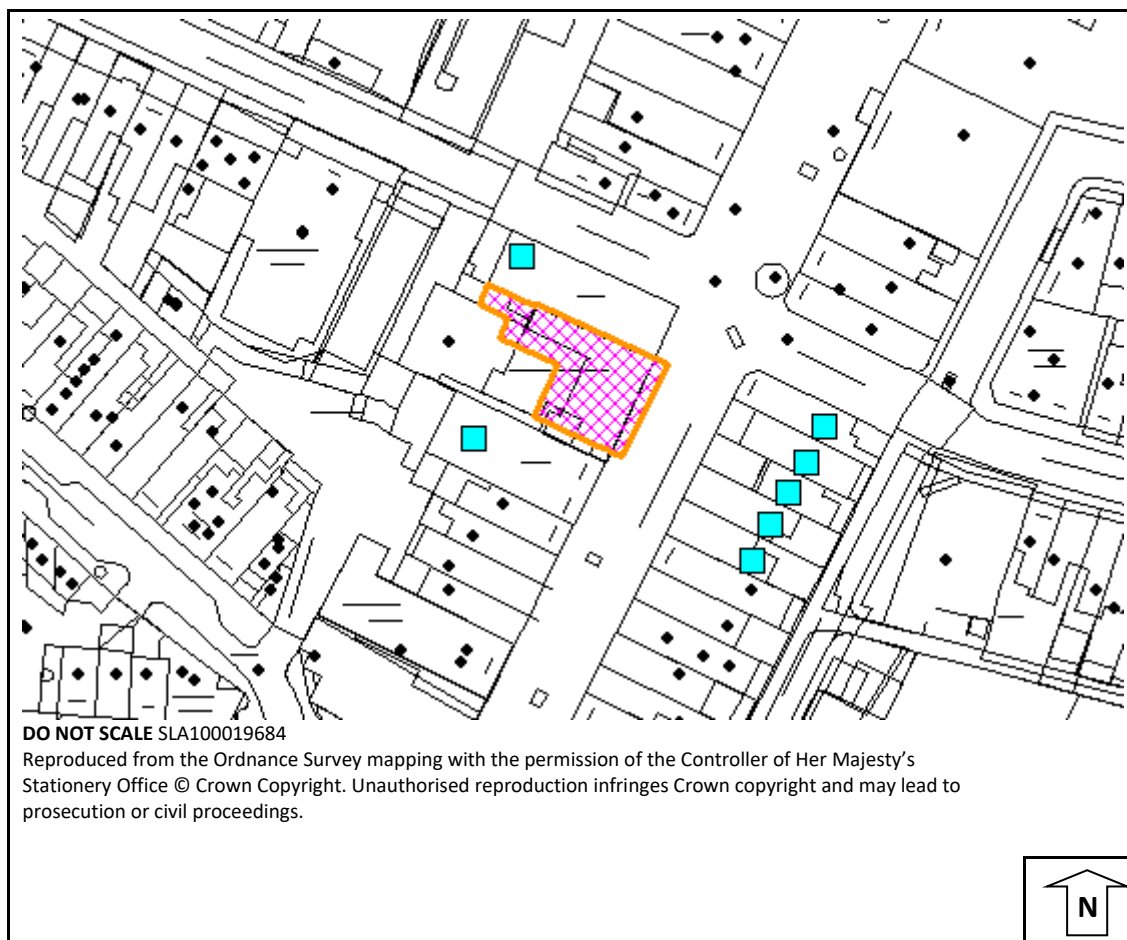 DO NOT SCALE SLA100019684
Reproduced from the Ordnance Survey mapping with the permission of the Controller of Her Majesty's
Stationery Office © Crown Copyright. Unauthorised reproduction infringes Crown copyright and may lead to
prosecution or civil proceedings.
N